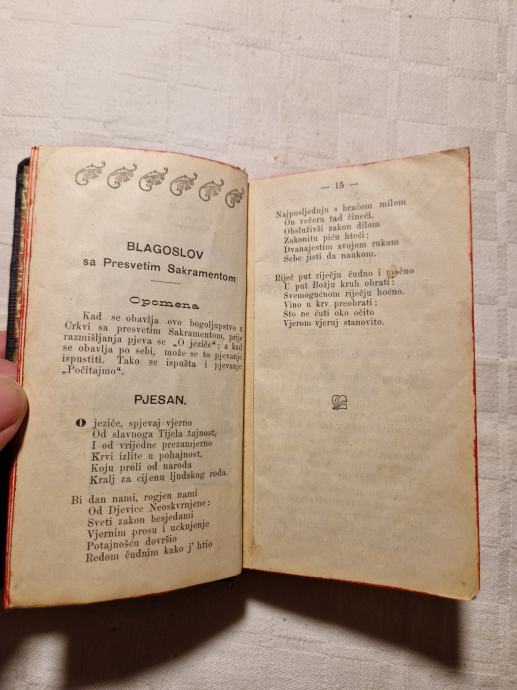 BLAGOSLOV
sa Presvetim Sakramentom
Opomena
Kad se obavlja ovo bogoljupstvo u
Crkvi sa presvetim Sakramentom, prije
razmišljanja pjeva se „O jeziče“; a kad
se obavlja po sebi, može se to pjevanje
ispustiti. Tako se ispušta i pjevanje
„Počitajmo“.
PJESAN.
O jeziče, spjevaj vjerno
Od slavnoga Tijela tajnost,
I od vrijedne prezamjerno
Krvi izlite u pohajnost,
Koju proli od naroda
Kralj za cijenu ljudskog roda.
Bi dan nami, rogjen nami
Od Djevice Neoskvrnjene;
Sveti zakon besjedami
Vjernim prosu i ucknjenje
Potajnošću dovršio
Redom čudnim kako j' htio
— 15 —
Najposljednju s braćom milom
On večeru tad čineći,
Obsluživši zakon dilom
Zakonitu piću hteći;
Dvanajestim svojom rukom
Sebe jisti da naukom.
Riječ put riječju čudno i moćno
U put Božju kruh obrati;
Svemogućnom riječju hoćno.
Vino u krv preobrati;
Što ne ćuti oko očito
Vjerom vjeruj stanovito.